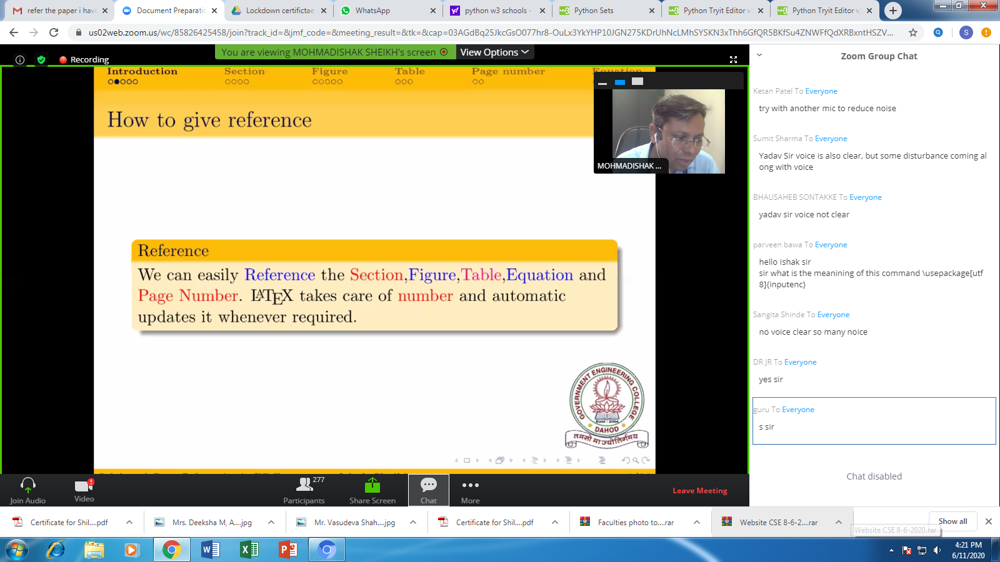 refer the paper i have
Document Preparatio
Lockdown certifictae
WhatsApp
python w3 schools -
Python Sets
Python Tryit Editor v
Python Tryit Editor v
us02web.zoom.us/wc/85826425458/join?track_id=&jmf_code=&meeting_result=&tk=&cap=03AGdBq25JkcGsO077hr8-OuLx3YkYHP10JGN275KDrUhNcLMhSYSKN3xThh6GfQR5BKfSu4ZNWFfQdXRBxntHSZV...
S
You are viewing MOHMADISHAK SHEIKH's screen
View Options
Recording
Introduction
Section
Figure
Table
Page number
Equation
How to give reference
MOHMADISHAK ...
Reference
We can easily Reference the Section,Figure,Table,Equation and
Page Number. LATEX takes care of number and automatic
updates it whenever required.
GOVERNMENT ENGINEERING COLLEGE
Estd : 2004
DAHOD
तमसो मा ज्योतिर्गमय
Zoom Group Chat
Ketan Patel To Everyone
try with another mic to reduce noise
Sumit Sharma To Everyone
Yadav Sir voice is also clear, but some disturbance coming al
ong with voice
BHAUSAHEB SONTAKKE To Everyone
yadav sir voice not clear
parveen bawa To Everyone
hello Ishak sir
sir what is the meanining of this command \usepackage[utf
8]{inputenc}
Sangita Shinde To Everyone
no voice clear so many noice
DR JR To Everyone
yes sir
guru To Everyone
s sir
Chat disabled
Join Audio
Video
277
Participants
Share Screen
Chat
More
Leave Meeting
Certificate for Shil....pdf
Mrs. Deeksha M, A....jpg
Mr. Vasudeva Shah....jpg
Certificate for Shil....pdf
Faculties photo to....rar
Website CSE 8-6-2....rar
Show all
Website CSE 8-6-2020.rar
4:21 PM
6/11/2020